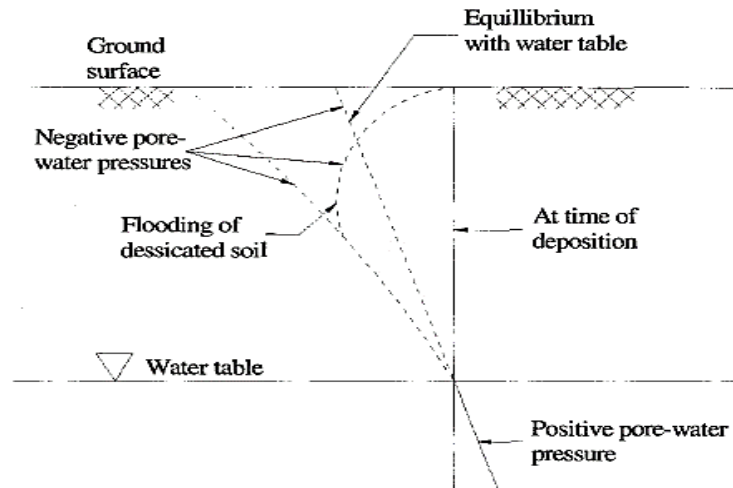 Equillibrium
with water table
Ground
surface
Negative pore-
water pressures
Flooding of
dessicated soil
At time of
deposition
Water table
Positive pore-water
pressure